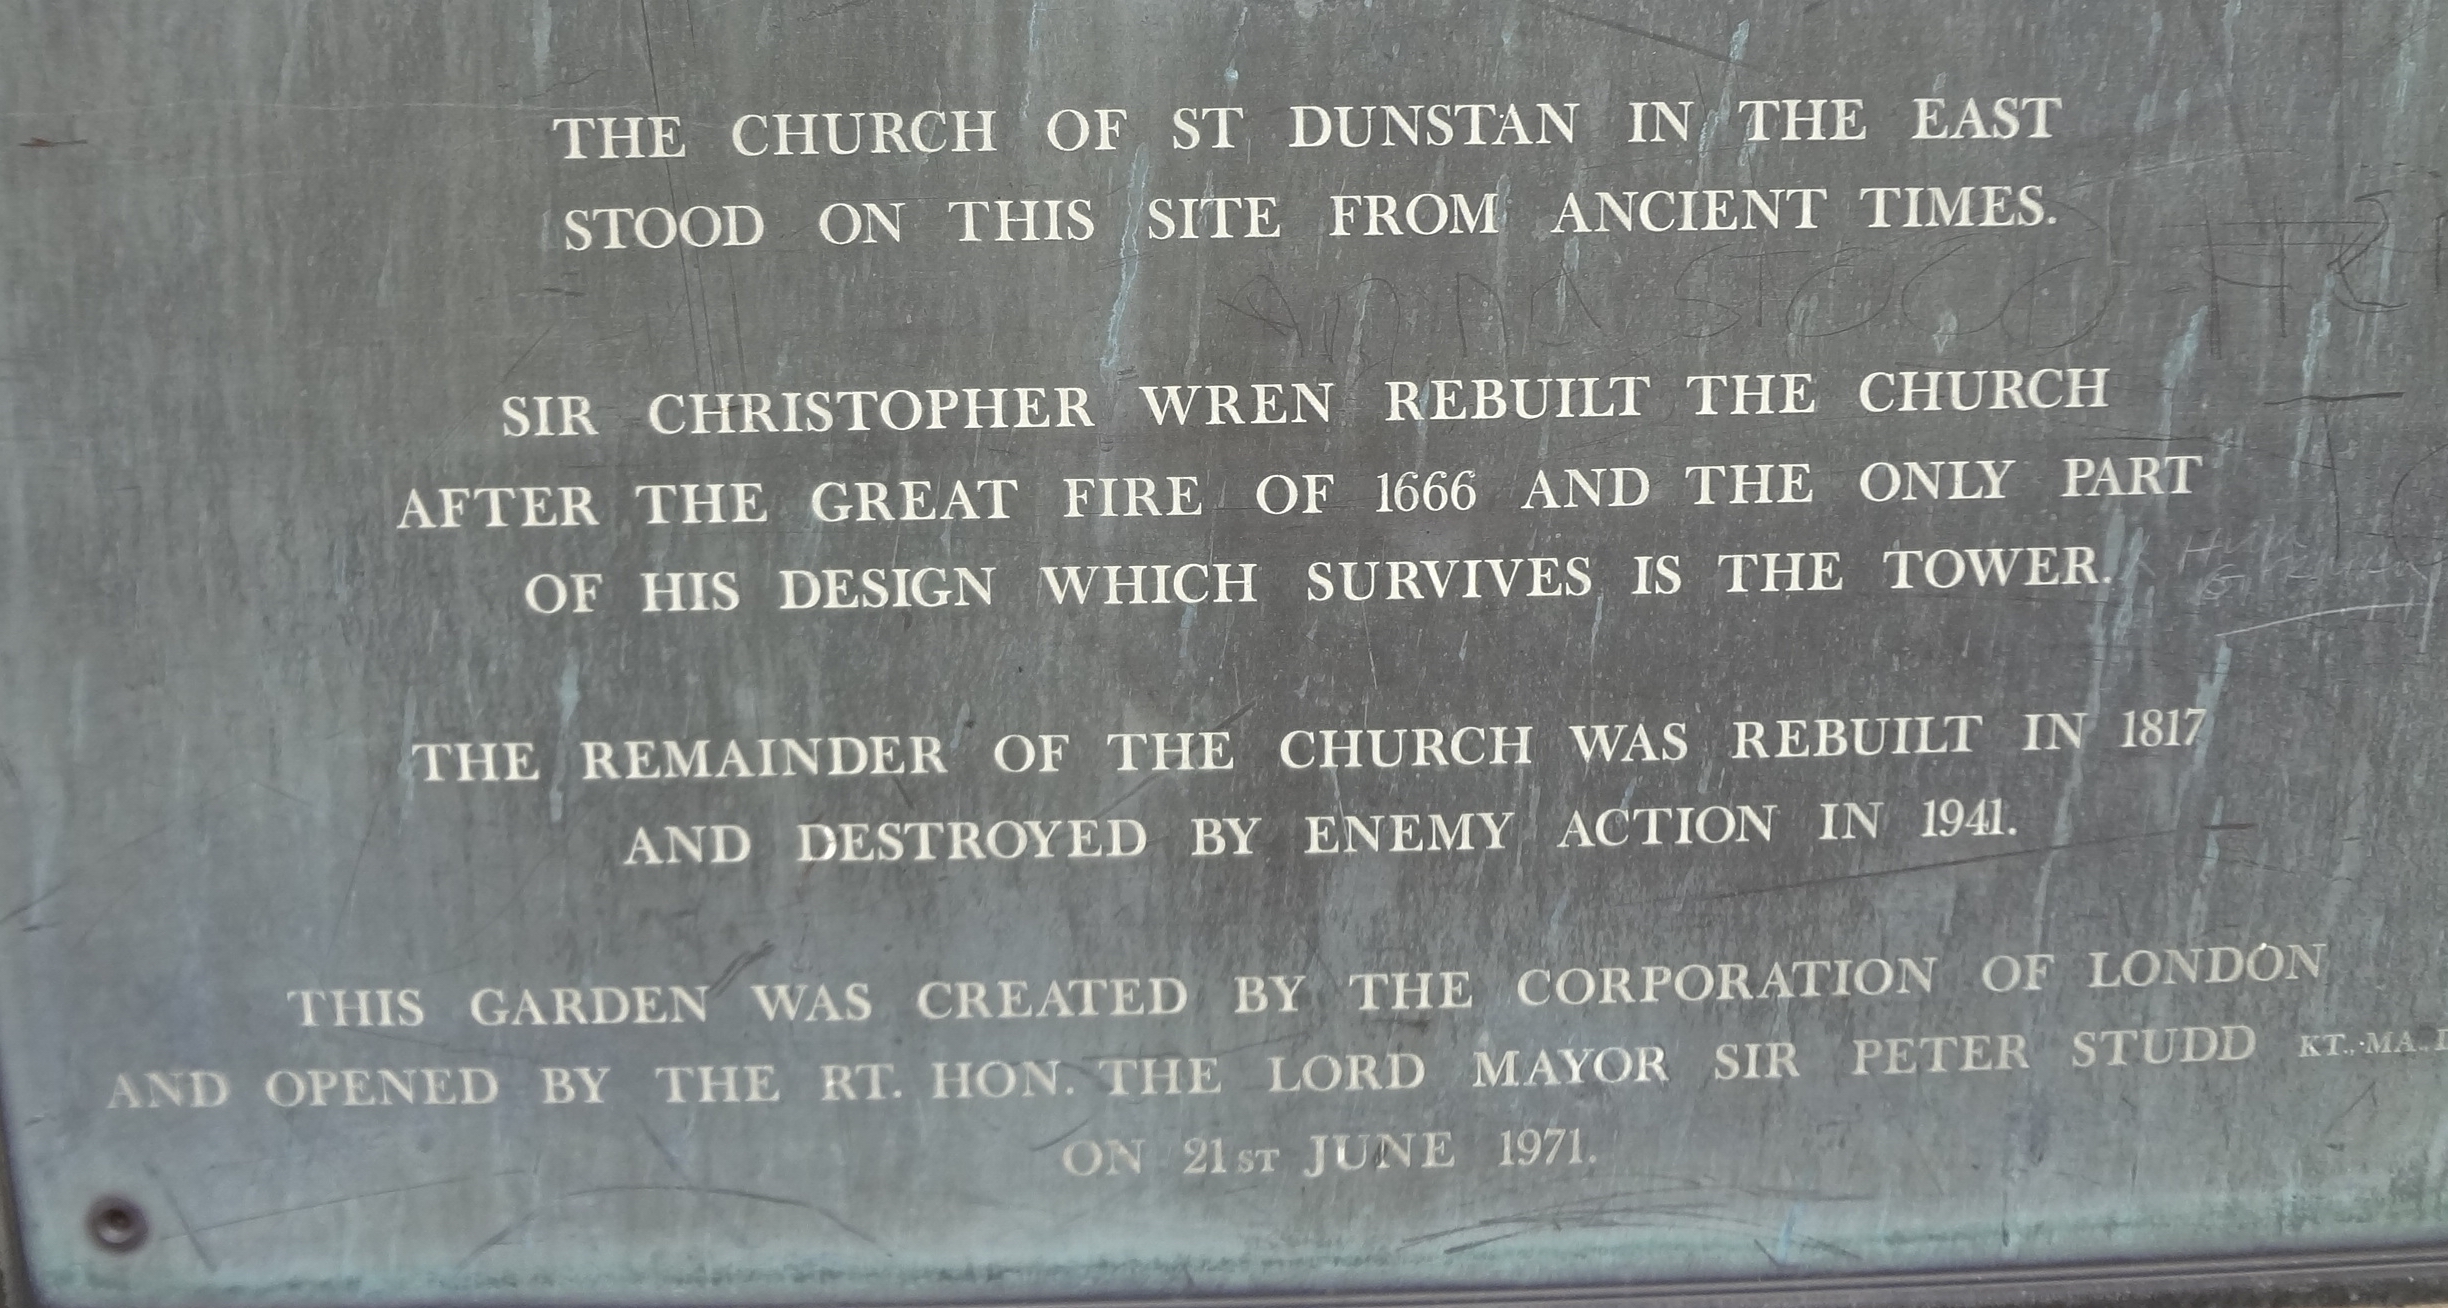 THE CHURCH OF ST DUNSTAN IN THE EAST
STOOD ON THIS SITE FROM ANCIENT TIMES.
SIR CHRISTOPHER WREN REBUILT THE CHURCH
AFTER THE GREAT FIRE OF 1666 AND THE ONLY PART
OF HIS DESIGN WHICH SURVIVES IS THE TOWER.
THE REMAINDER OF THE CHURCH WAS REBUILT IN 1817
AND DESTROYED BY ENEMY ACTION IN 1941.
THIS GARDEN WAS CREATED BY THE CORPORATION OF LONDON
AND OPENED BY THE RT. HON. THE LORD MAYOR SIR PETER STUDD KT., MA.
ON 21ST JUNE 1971.